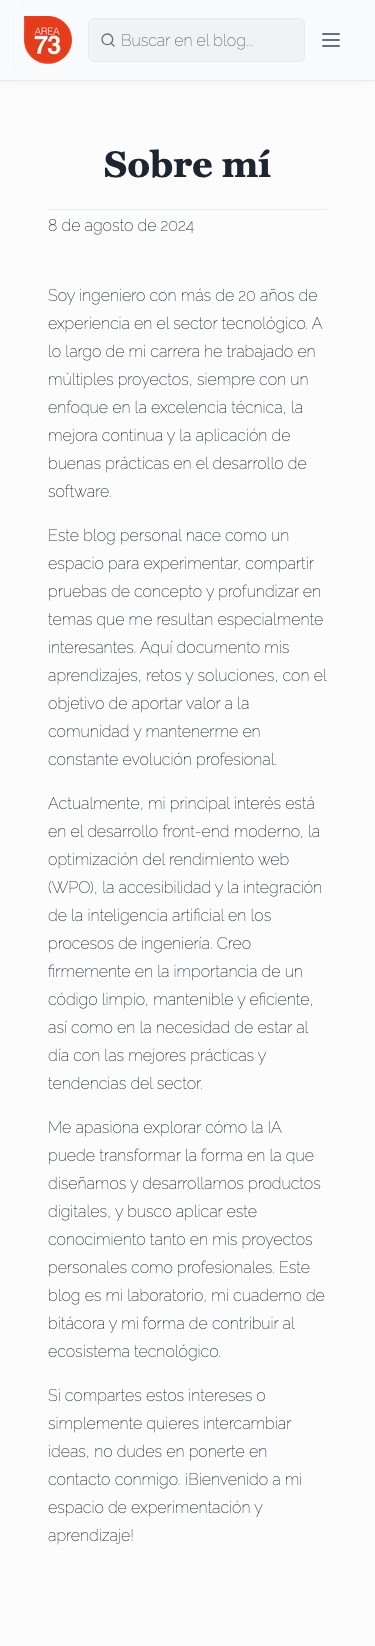 AREA
73
Buscar en el blog...
Sobre mí
8 de agosto de 2024
Soy ingeniero con más de 20 años de
experiencia en el sector tecnológico. A
lo largo de mi carrera he trabajado en
múltiples proyectos, siempre con un
enfoque en la excelencia técnica, la
mejora continua y la aplicación de
buenas prácticas en el desarrollo de
software.
Este blog personal nace como un
espacio para experimentar, compartir
pruebas de concepto y profundizar en
temas que me resultan especialmente
interesantes. Aquí documento mis
aprendizajes, retos y soluciones, con el
objetivo de aportar valor a la
comunidad y mantenerme en
constante evolución profesional.
Actualmente, mi principal interés está
en el desarrollo front-end moderno, la
optimización del rendimiento web
(WPO), la accesibilidad y la integración
de la inteligencia artificial en los
procesos de ingeniería. Creo
firmemente en la importancia de un
código limpio, mantenible y eficiente,
así como en la necesidad de estar al
día con las mejores prácticas y
tendencias del sector.
Me apasiona explorar cómo la IA
puede transformar la forma en la que
diseñamos y desarrollamos productos
digitales, y busco aplicar este
conocimiento tanto en mis proyectos
personales como profesionales. Este
blog es mi laboratorio, mi cuaderno de
bitácora y mi forma de contribuir al
ecosistema tecnológico.
Si compartes estos intereses o
simplemente quieres intercambiar
ideas, no dudes en ponerte en
contacto conmigo. ¡Bienvenido a mi
espacio de experimentación y
aprendizaje!